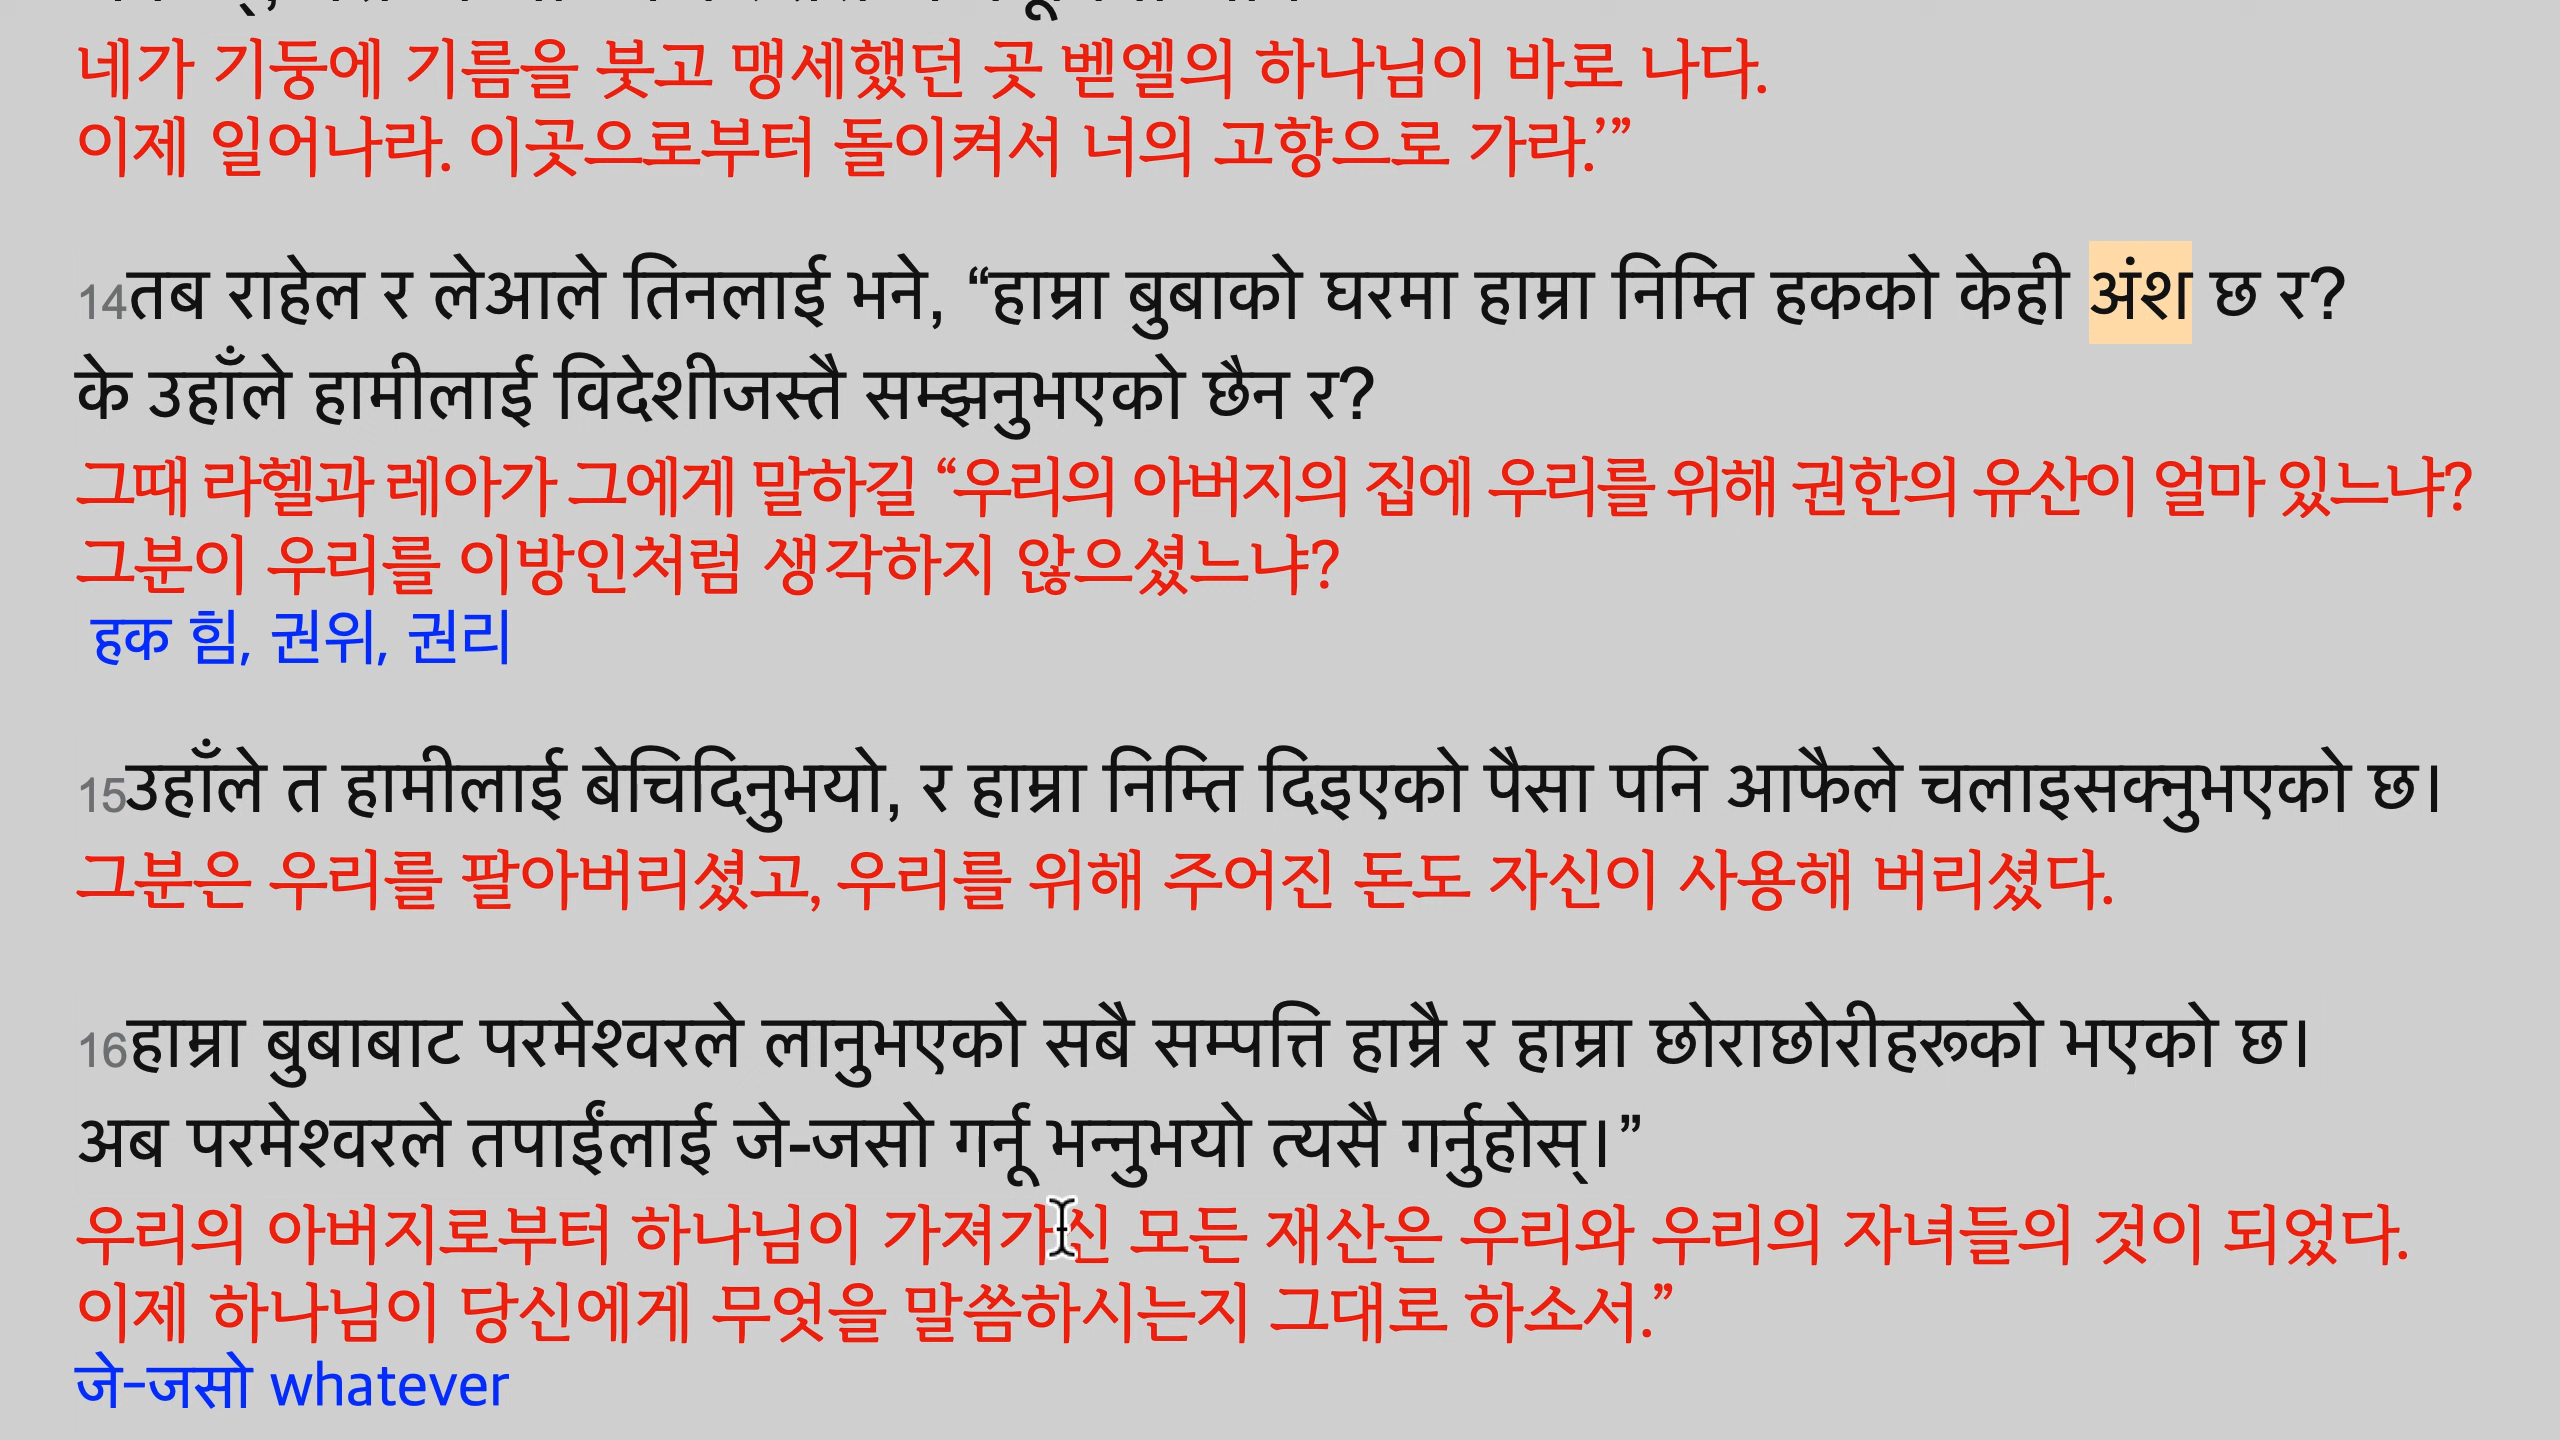 네가 기둥에 기름을 붓고 맹세했던 곳 벧엘의 하나님이 바로 나다.
이제 일어나라. 이곳으로부터 돌이켜서 너의 고향으로 가라.’”
14तब राहेल र लेआले तिनलाई भने, “हाम्रा बुबाको घरमा हाम्रा निम्ति हकको केही अंश छ र?
के उहाँले हामीलाई विदेशीजस्तै सम्झनुभएको छैन र?
그때 라헬과 레아가 그에게 말하길 “우리의 아버지의 집에 우리를 위해 권한의 유산이 얼마 있느냐?
그분이 우리를 이방인처럼 생각하지 않으셨느냐?
हक 힘, 권위, 권리
15उहाँले त हामीलाई बेचिदिनुभयो, र हाम्रा निम्ति दिइएको पैसा पनि आफैले चलाइसक्नुभएको छ।
그분은 우리를 팔아버리셨고, 우리를 위해 주어진 돈도 자신이 사용해 버리셨다.
16हाम्रा बुबाबाट परमेश्वरले लानुभएको सबै सम्पत्ति हाम्रै र हाम्रा छोराछोरीहरूको भएको छ।
अब परमेश्वरले तपाईंलाई जे-जसो गर्नू भन्नुभयो त्यसै गर्नुहोस्।”
우리의 아버지로부터 하나님이 가져가신 모든 재산은 우리와 우리의 자녀들의 것이 되었다.
이제 하나님이 당신에게 무엇을 말씀하시는지 그대로 하소서.”
जे-जसो whatever